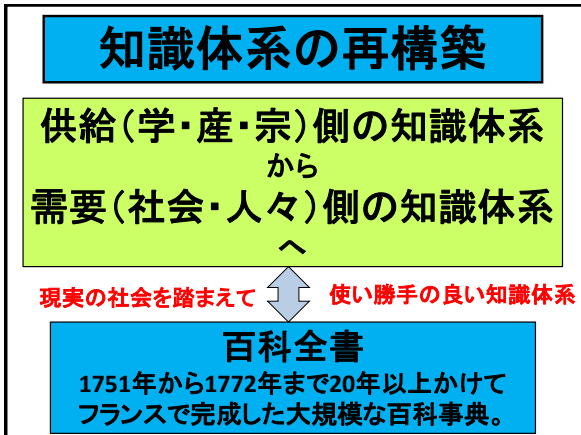 知識体系の再構築
供給（学・産・宗）側の知識体系
から
需要（社会・人々）側の知識体系
へ
現実の社会を踏まえて
使い勝手の良い知識体系
百科全書
1751年から1772年まで20年以上かけて
フランスで完成した大規模な百科事典。